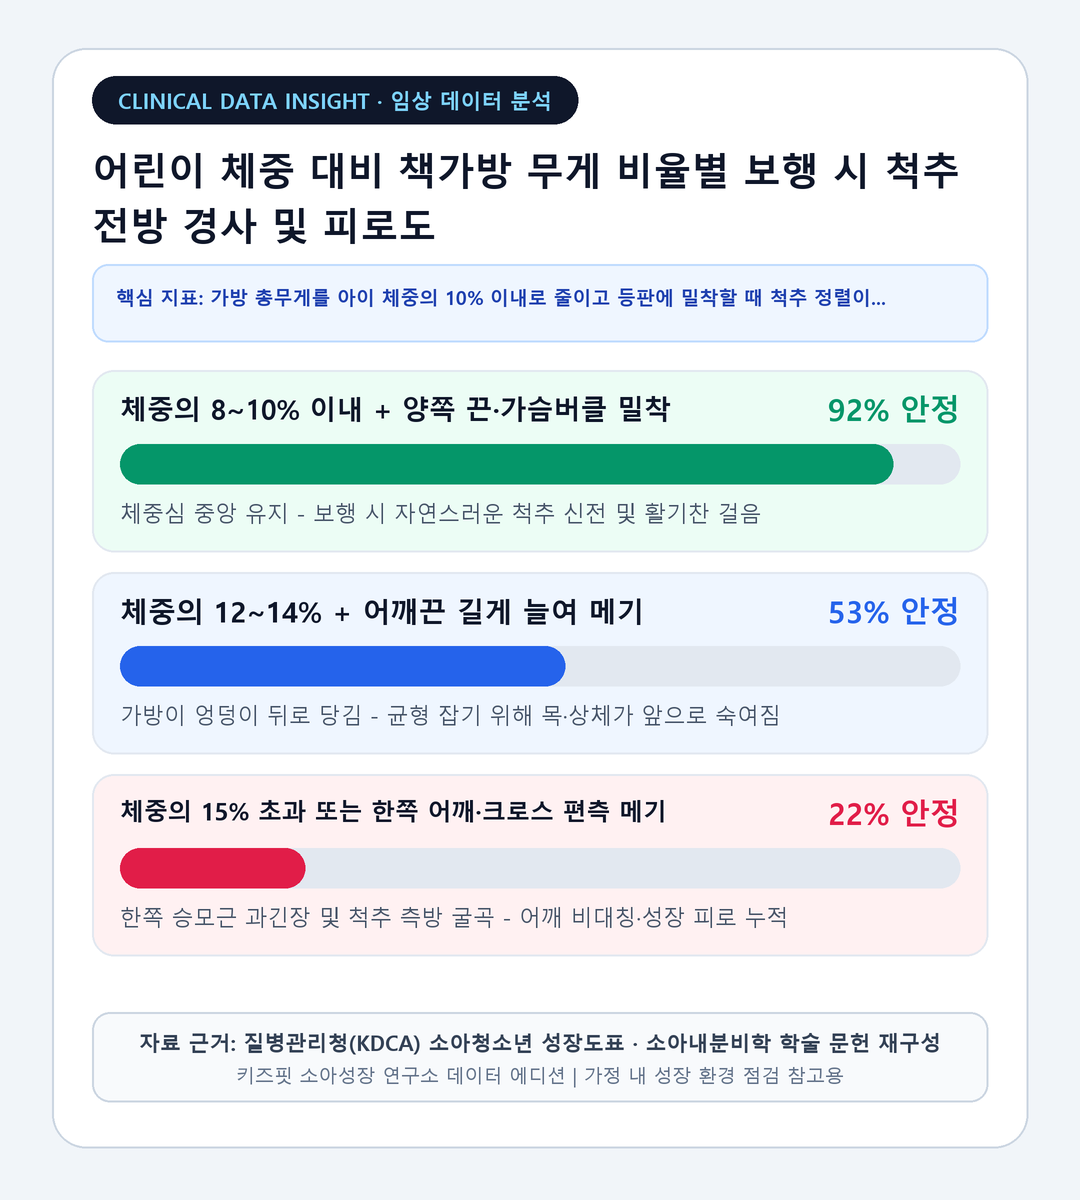 CLINICAL DATA INSIGHT · 임상 데이터 분석
어린이 체중 대비 책가방 무게 비율별 보행 시 척추
전방 경사 및 피로도
핵심 지표: 가방 총무게를 아이 체중의 10% 이내로 줄이고 등판에 밀착할 때 척추 정렬이...
체중의 8~10% 이내 + 양쪽 끈·가슴버클 밀착
92% 안정
체중심 중앙 유지 - 보행 시 자연스러운 척추 신전 및 활기찬 걸음
체중의 12~14% + 어깨끈 길게 늘여 메기
53% 안정
가방이 엉덩이 뒤로 당김 - 균형 잡기 위해 목·상체가 앞으로 숙여짐
체중의 15% 초과 또는 한쪽 어깨·크로스 편측 메기
22% 안정
한쪽 승모근 과긴장 및 척추 측방 굴곡 - 어깨 비대칭·성장 피로 누적
자료 근거: 질병관리청(KDCA) 소아청소년 성장도표 · 소아내분비학 학술 문헌 재구성
키즈핏 소아성장 연구소 데이터 에디션 | 가정 내 성장 환경 점검 참고용